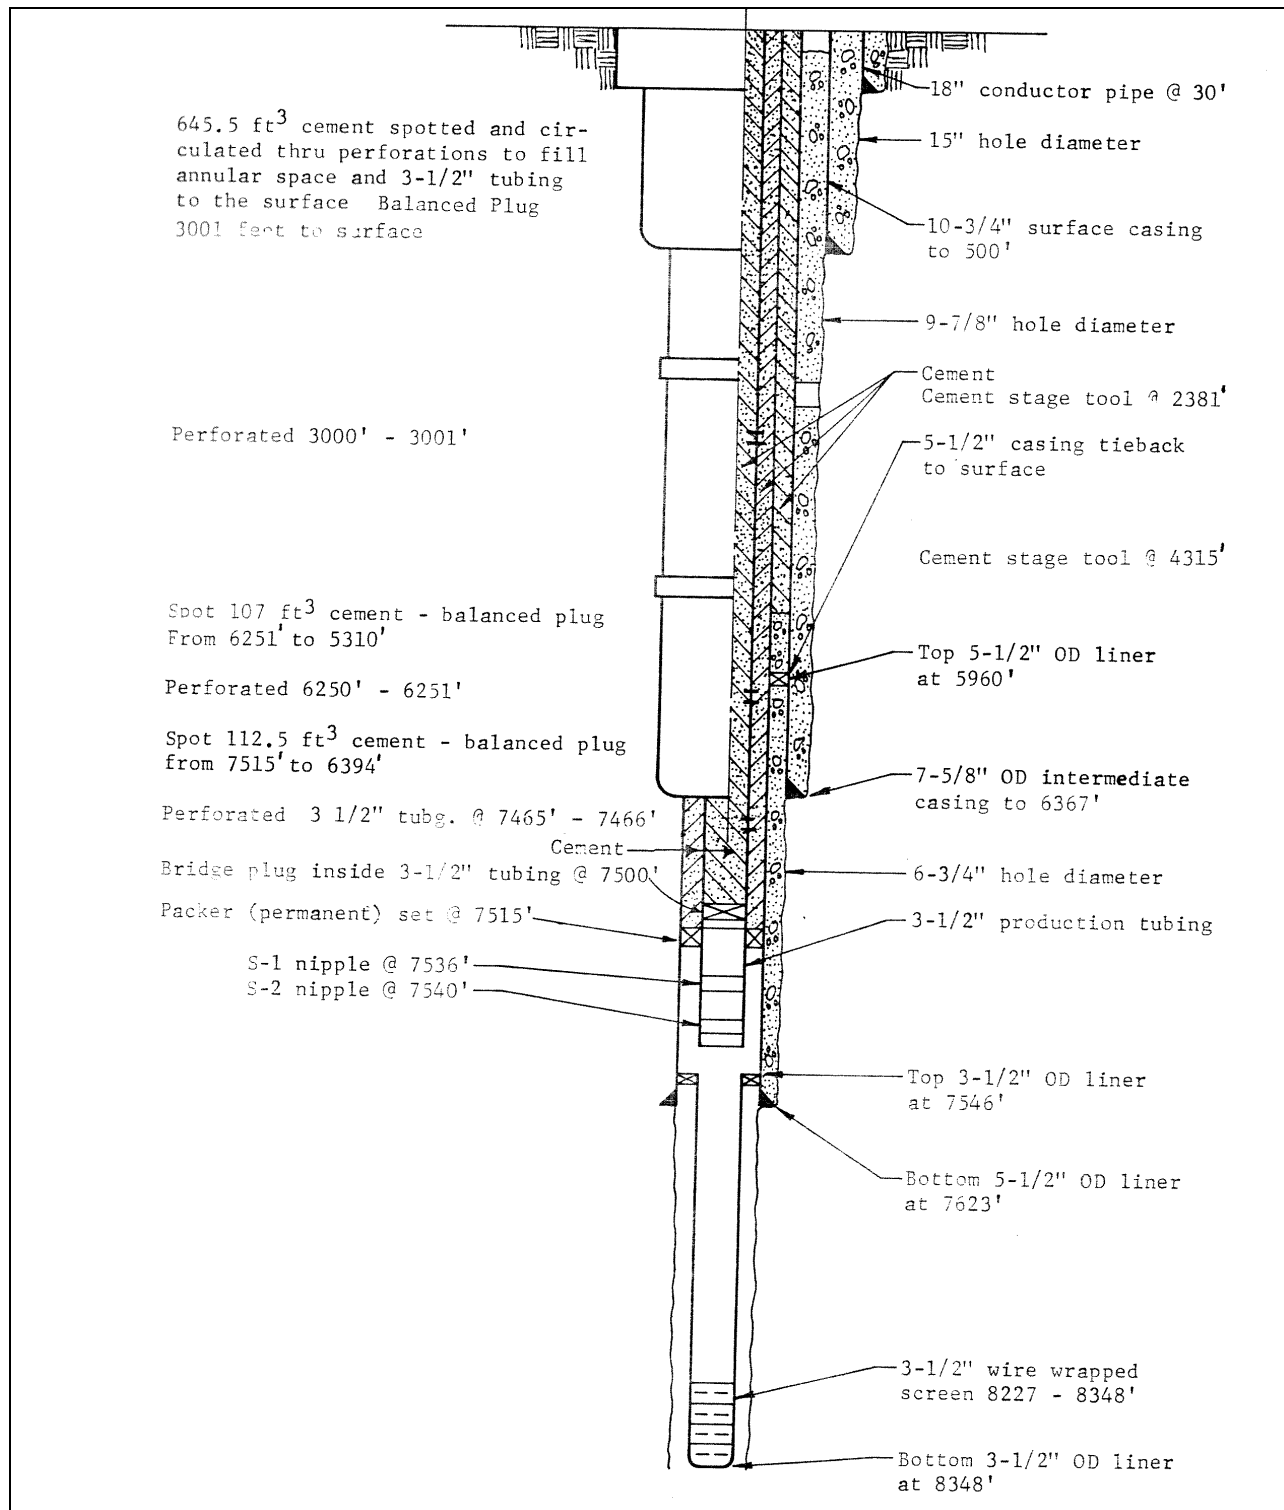 645.5 ft3 cement spotted and cir-
culated thru perforations to fill
annular space and 3-1/2" tubing
to the surface Balanced Plug
3001 feet to surface
Perforated 3000' - 3001'
Spot 107 ft3 cement - balanced plug
From 6251' to 5310'
Perforated 6250' - 6251'
Spot 112.5 ft3 cement - balanced plug
from 7515' to 6394'
Perforated 3 1/2" tubg. @ 7465' - 7466'
Cement
Bridge plug inside 3-1/2" tubing @ 7500'
Packer (permanent) set @ 7515'
S-1 nipple @ 7536'
S-2 nipple @ 7540'
18" conductor pipe @ 30'
15" hole diameter
10-3/4" surface casing
to 500'
9-7/8" hole diameter
Cement
Cement stage tool @ 2381'
5-1/2" casing tieback
to surface
Cement stage tool @ 4315'
Top 5-1/2" OD liner
at 5960'
7-5/8" OD intermediate
casing to 6367'
6-3/4" hole diameter
3-1/2" production tubing
Top 3-1/2" OD liner
at 7546'
Bottom 5-1/2" OD liner
at 7623'
3-1/2" wire wrapped
screen 8227 - 8348'
Bottom 3-1/2" OD liner
at 8348'